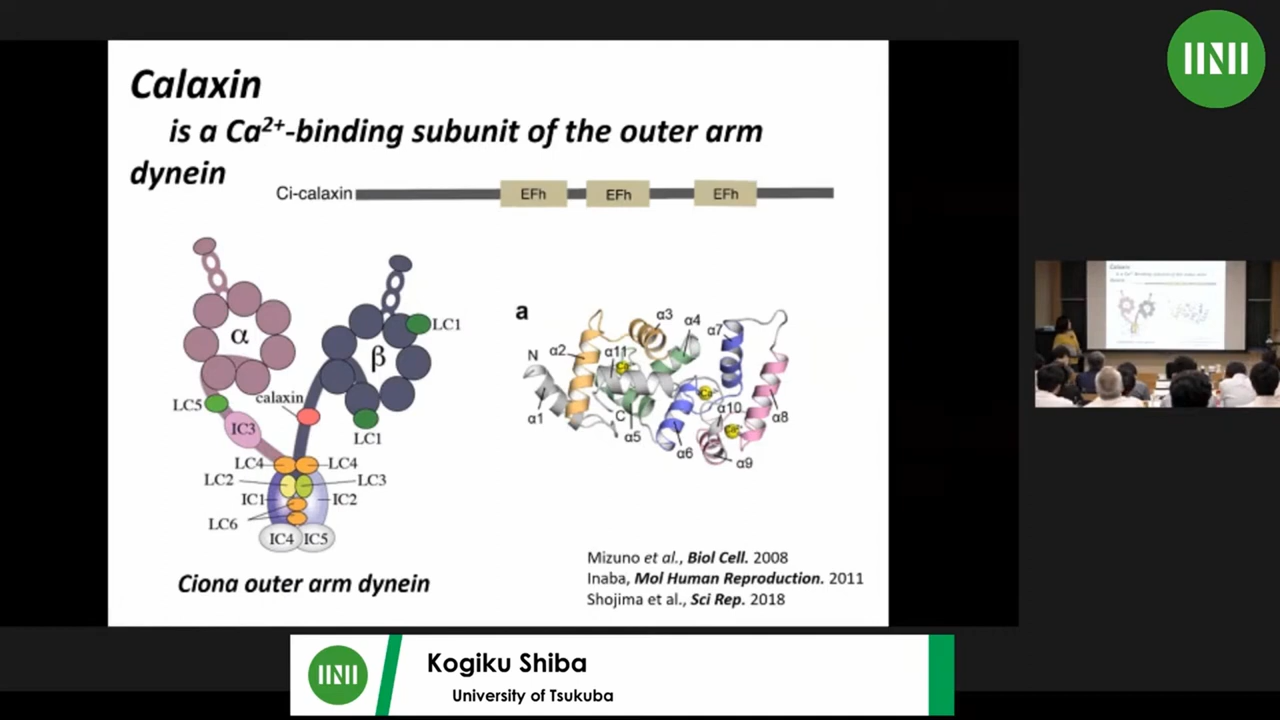 Calaxin
is a Ca²⁺-binding subunit of the outer arm
dynein
Ci-calaxin EFh EFh EFh
α
β
LC1
LC5
calaxin
IC3
LC1
LC4 LC4
LC2 LC3
IC1 IC2
LC6
IC4 IC5
Ciona outer arm dynein
a
N α2 α11 α3 α4 α7
α1 C α5 α6 α10 α9 α8
Mizuno et al., Biol Cell. 2008
Inaba, Mol Human Reproduction. 2011
Shojima et al., Sci Rep. 2018
Kogiku Shiba
University of Tsukuba